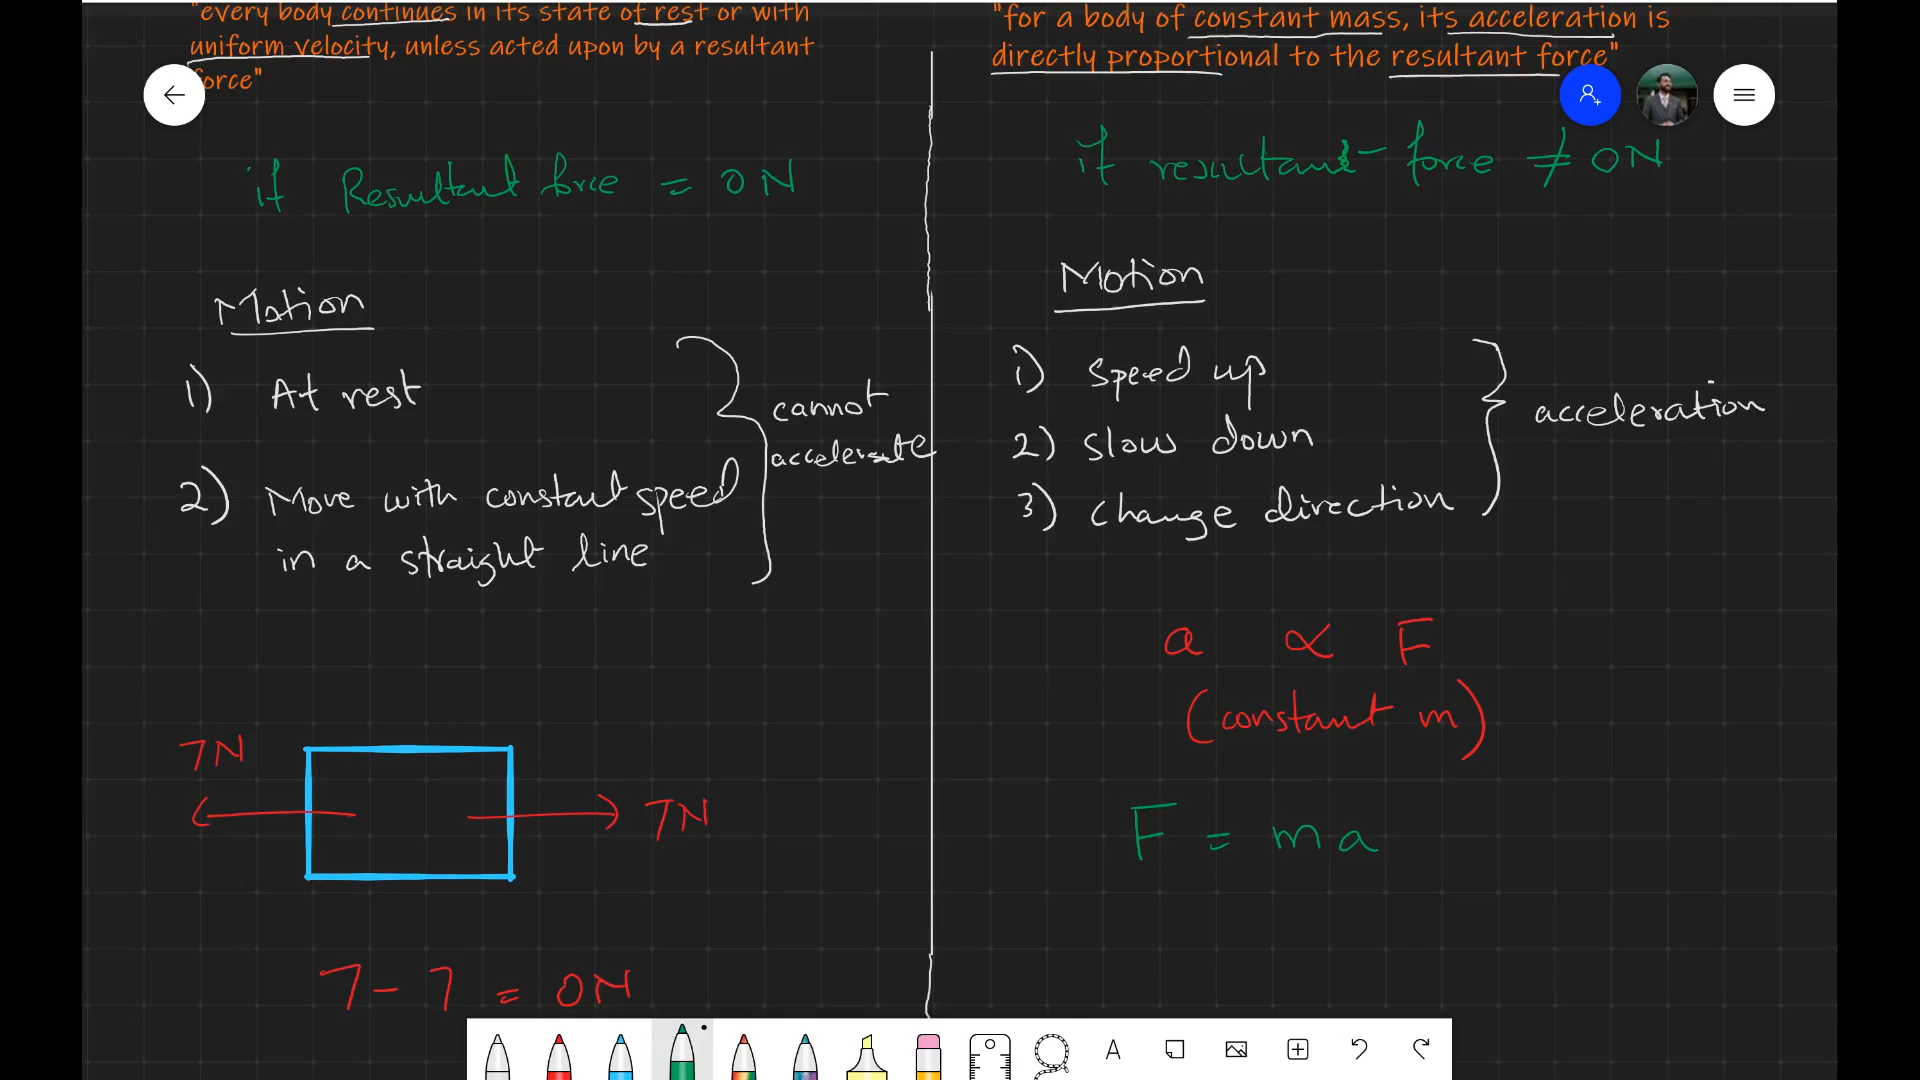 "every body continues in its state of rest or with
uniform velocity, unless acted upon by a resultant
force"
if Resultant force = 0N
Motion
1) At rest
2) Move with constant speed
in a straight line
cannot
accelerate
7N
7N
7 - 7 = 0N
"for a body of constant mass, its acceleration is
directly proportional to the resultant force"
if resultant force ≠ 0N
Motion
1) speed up
2) slow down
3) change direction
acceleration
a ∝ F
(constant m)
F = ma
A